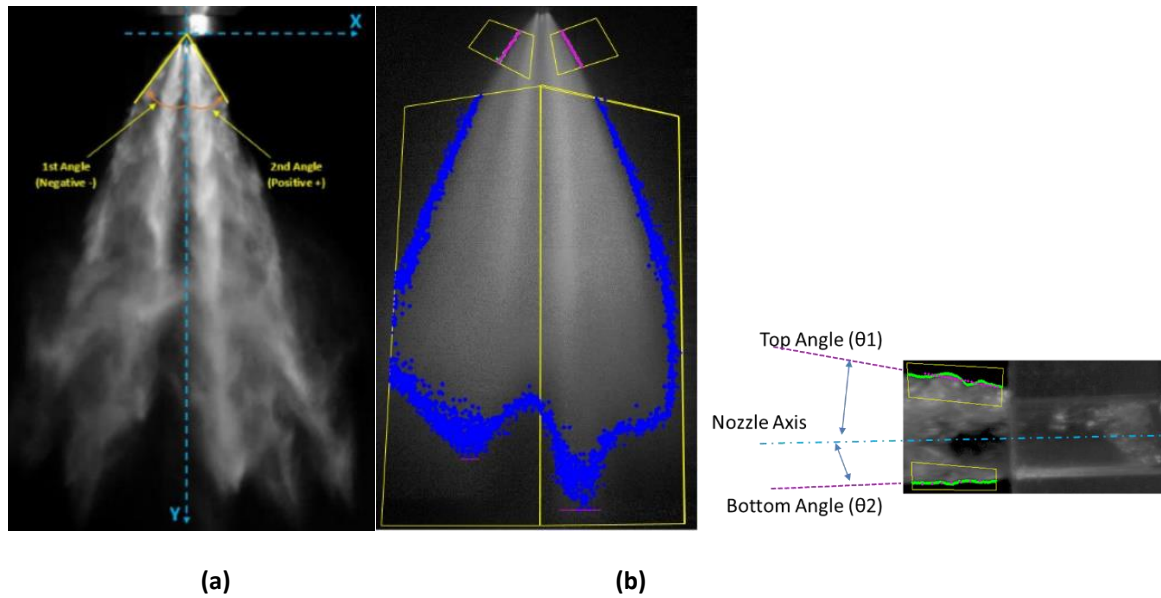 X
1st Angle
(Negative -)
2nd Angle
(Positive +)
Y
Top Angle (θ1)
Nozzle Axis
Bottom Angle (θ2)
(a)
(b)